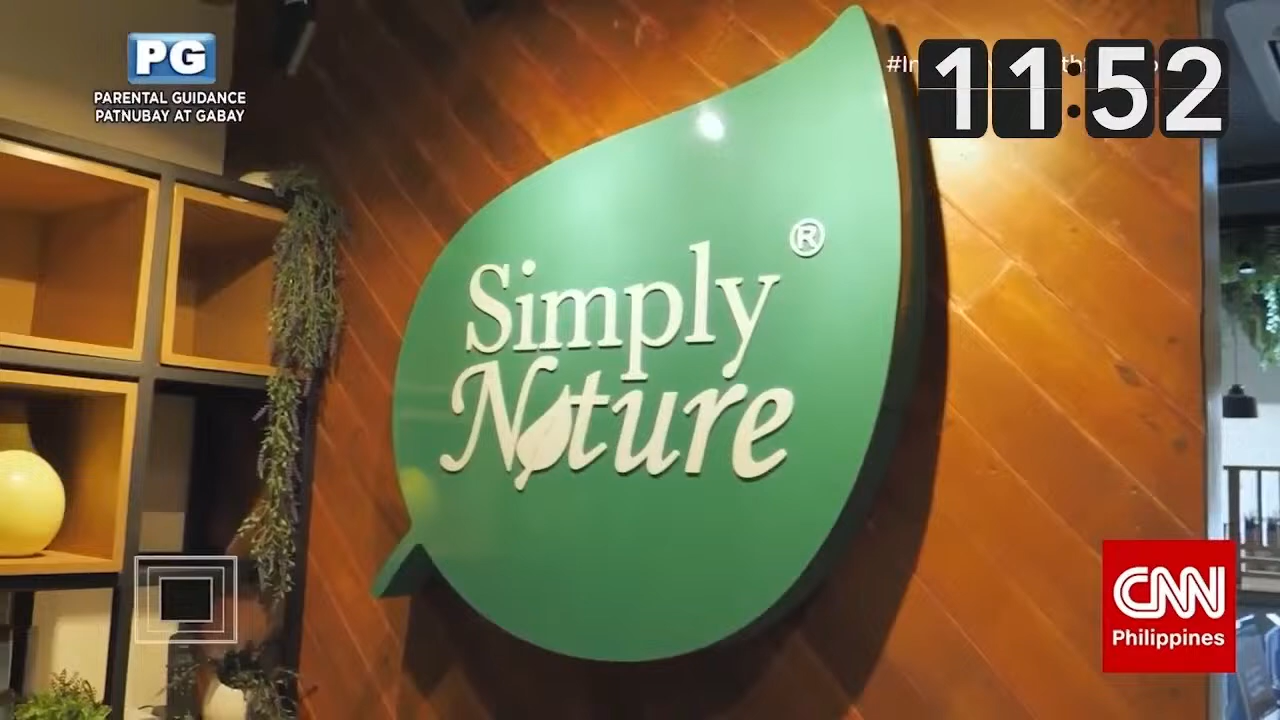 PG
PARENTAL GUIDANCE
PATNUBAY AT GABAY
11:52
Simply
Nature
®
CNN
Philippines